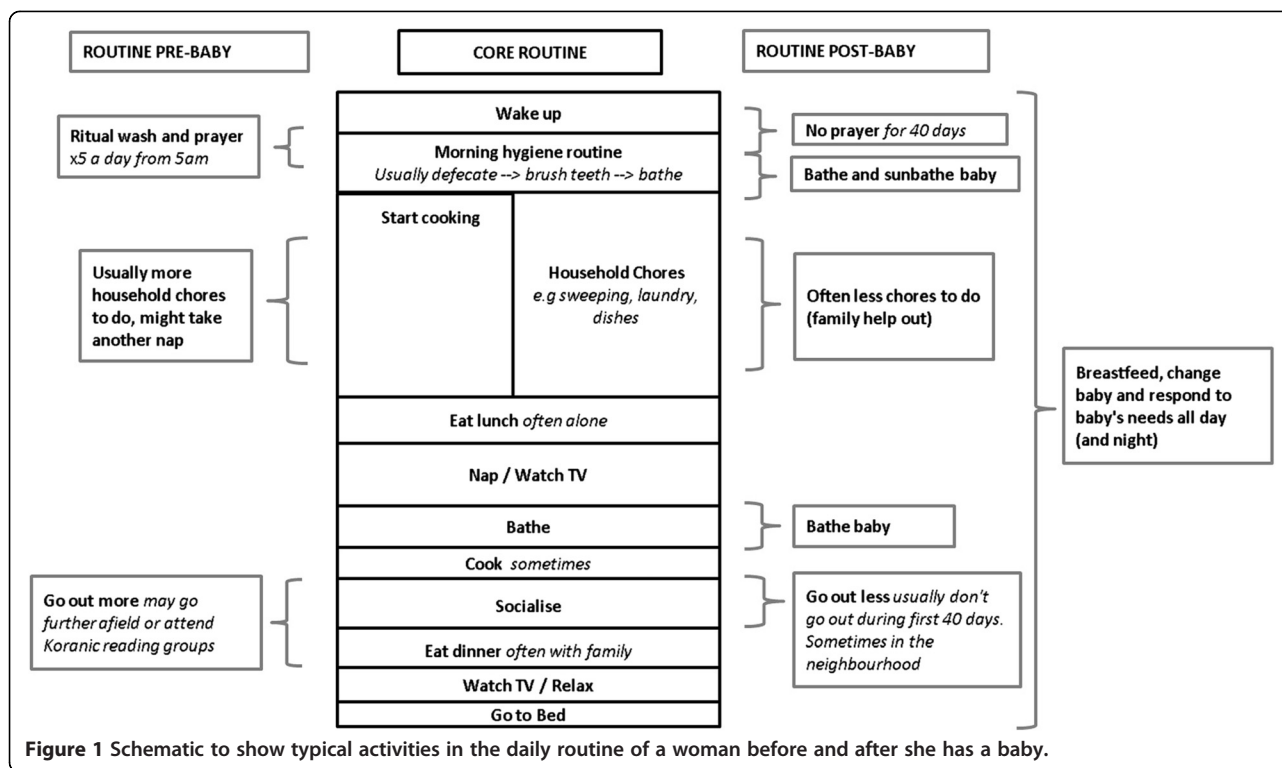 ROUTINE PRE-BABY
CORE ROUTINE
ROUTINE POST-BABY
Ritual wash and prayer
x5 a day from 5am
Usually more
household chores
to do, might take
another nap
Go out more may go
further afield or attend
Koranic reading groups
Wake up
Morning hygiene routine
Usually defecate --> brush teeth --> bathe
Start cooking
Household Chores
e.g sweeping, laundry,
dishes
Eat lunch often alone
Nap / Watch TV
Bathe
Cook sometimes
Socialise
Eat dinner often with family
Watch TV / Relax
Go to Bed
No prayer for 40 days
Bathe and sunbathe baby
Often less chores to do
(family help out)
Bathe baby
Go out less usually don't
go out during first 40 days.
Sometimes in the
neighbourhood
Breastfeed, change
baby and respond to
baby's needs all day
(and night)
Figure 1 Schematic to show typical activities in the daily routine of a woman before and after she has a baby.